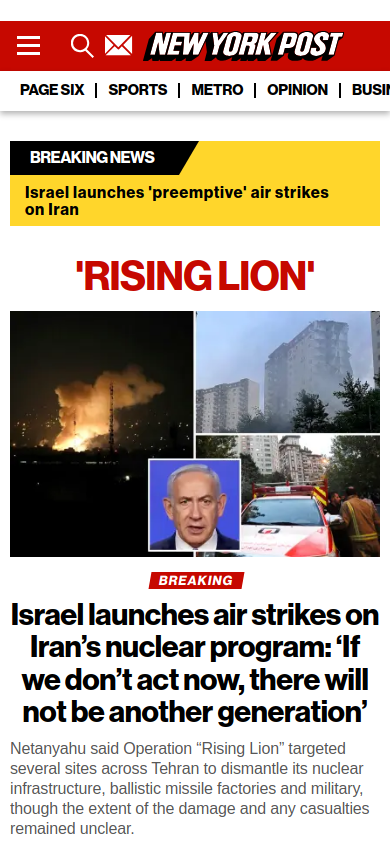 NEW YORK POST
PAGE SIX | SPORTS | METRO | OPINION | BUSIN
BREAKING NEWS
Israel launches 'preemptive' air strikes
on Iran
'RISING LION'
BREAKING
Israel launches air strikes on
Iran’s nuclear program: ‘If
we don’t act now, there will
not be another generation’
Netanyahu said Operation “Rising Lion” targeted
several sites across Tehran to dismantle its nuclear
infrastructure, ballistic missile factories and military,
though the extent of the damage and any casualties
remained unclear.